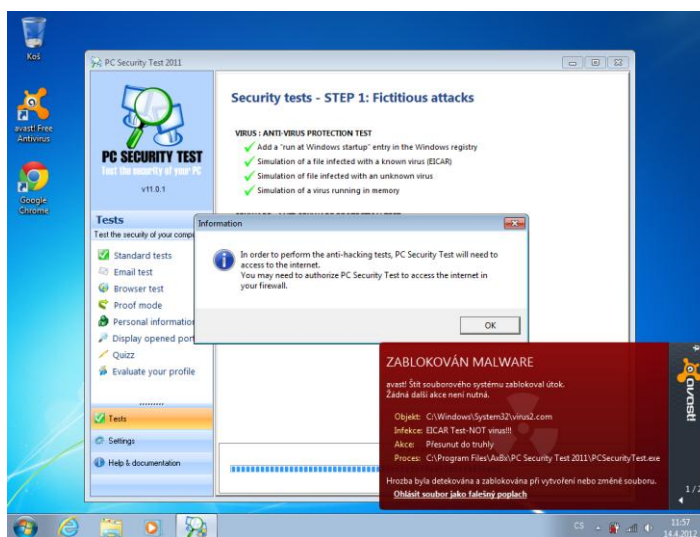 Koš
avast! Free
Antivirus
Google
Chrome
PC Security Test 2011
PC SECURITY TEST
Test the security of your PC
v11.0.1
Tests
Test the security of your
Standard tests
Email test
Browser test
Proof mode
Personal information
Display opened
Quizz
Evaluate your profile
Tests
Settings
Help & documentation
Security tests - STEP 1: Fictitious attacks
VIRUS : ANTI-VIRUS PROTECTION TEST
Add a "run at Windows startup" entry in the Windows registry
Simulation of a file infected with a known virus (EICAR)
Simulation of file infected with an unknown virus
Simulation of a virus running in memory
Information
In order to perform the anti-hacking tests, PC Security Test will need to
access to the internet.
You may need to authorize PC Security Test to access the internet in
your firewall.
OK
ZABLOKOVÁN MALWARE
avast! Štít souborového systému zablokoval útok.
Žádná další akce není nutná.
Objekt: C:\Windows\System32\virus2.com
Infekce: EICAR Test-NOT virus!!!
Akce: Přesunut do truhly
Proces: C:\Program Files\AxBx\PC Security Test 2011\PCSecurityTest.exe
Hrozba byla detekována a zablokována při vytvoření nebo změně souboru.
Ohlásit soubor jako falešný poplach
avast!
1/2
CS
11:57
14.4.2012